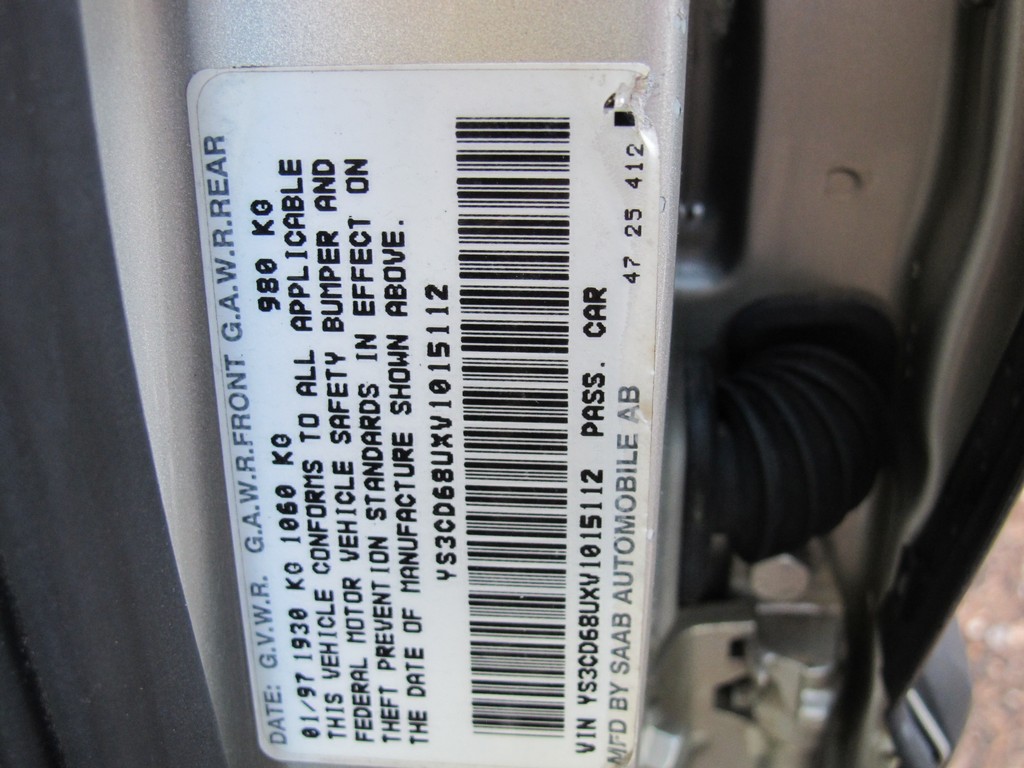 DATE: G.V.W.R. G.A.W.R.FRONT G.A.W.R.REAR
01/97 1930 KG 1060 KG 980 KG
THIS VEHICLE CONFORMS TO ALL APPLICABLE
FEDERAL MOTOR VEHICLE SAFETY BUMPER AND
THEFT PREVENTION STANDARDS IN EFFECT ON
THE DATE OF MANUFACTURE SHOWN ABOVE.
YS3CD68UXV1015112
VIN YS3CD68UXV1015112 PASS. CAR
MFD BY SAAB AUTOMOBILE AB 47 25 412